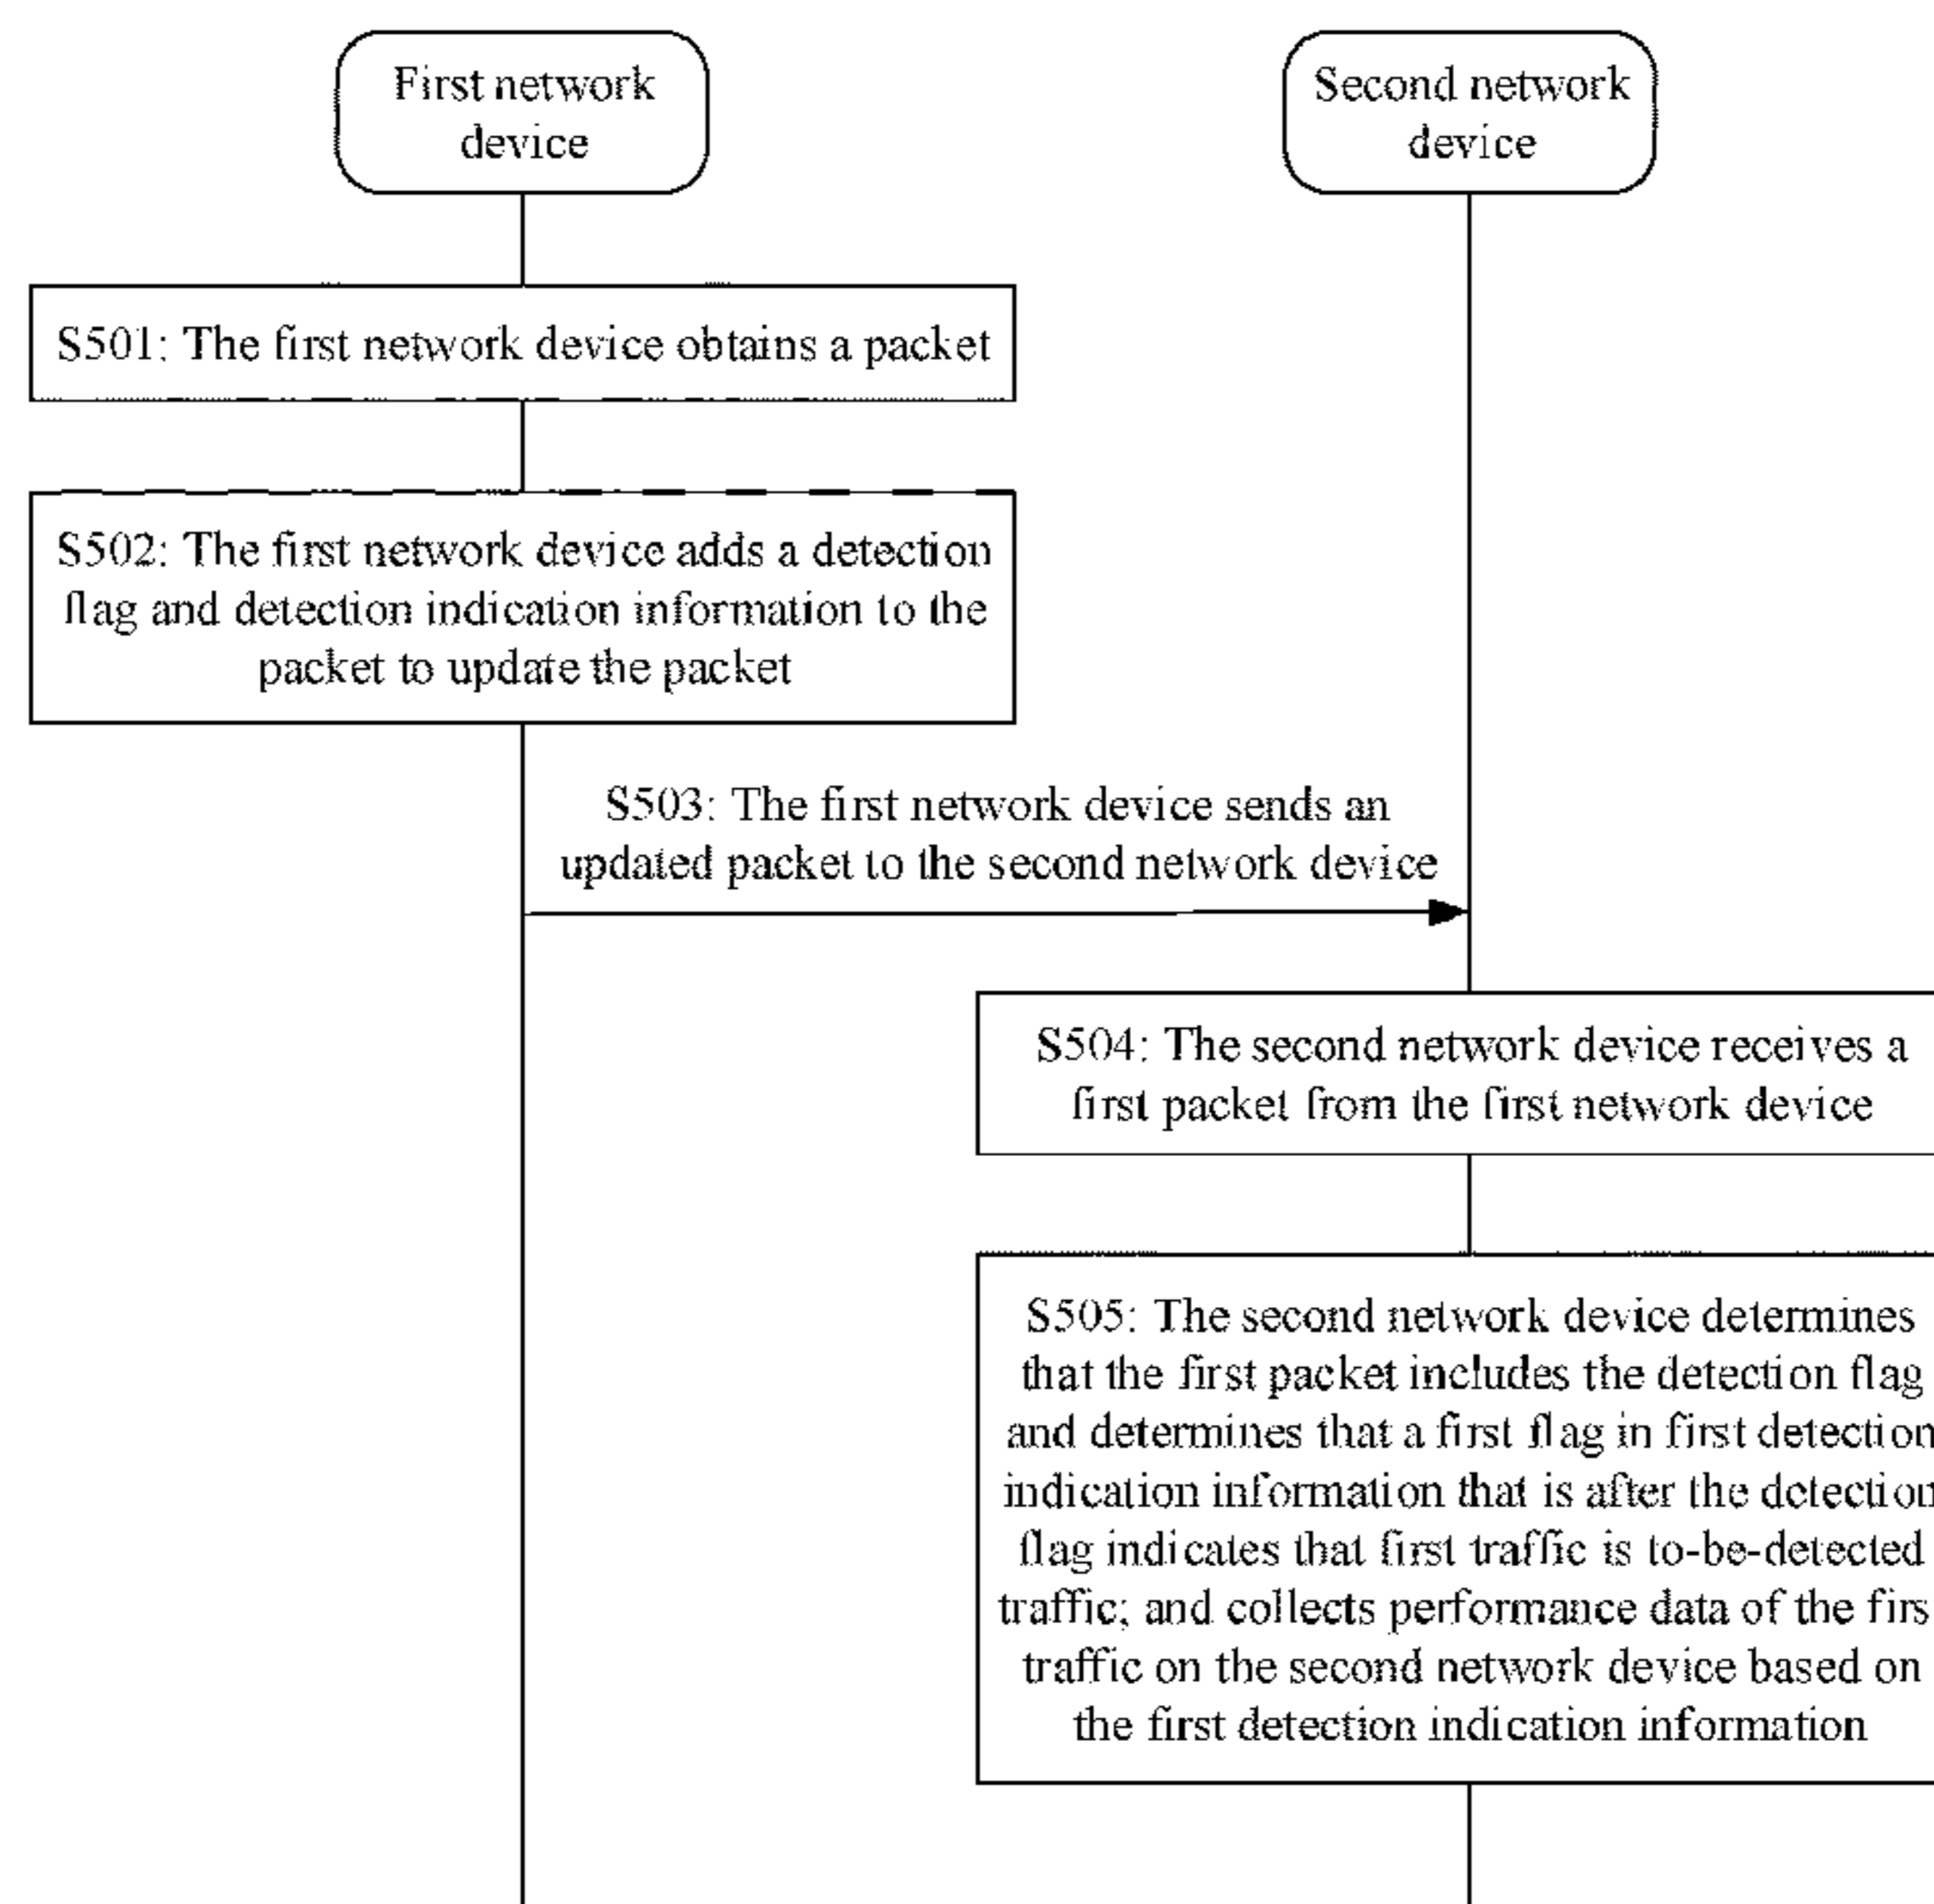 First network
device
Second network
device
S501: The first network device obtains a packet
S502: The first network device adds a detection
flag and detection indication information to the
packet to update the packet
S503: The first network device sends an
updated packet to the second network device
S504: The second network device receives a
first packet from the first network device
S505: The second network device determines
that the first packet includes the detection flag
and determines that a first flag in first detection
indication information that is after the detection
flag indicates that first traffic is to-be-detected
traffic; and collects performance data of the firs
traffic on the second network device based on
the first detection indication information